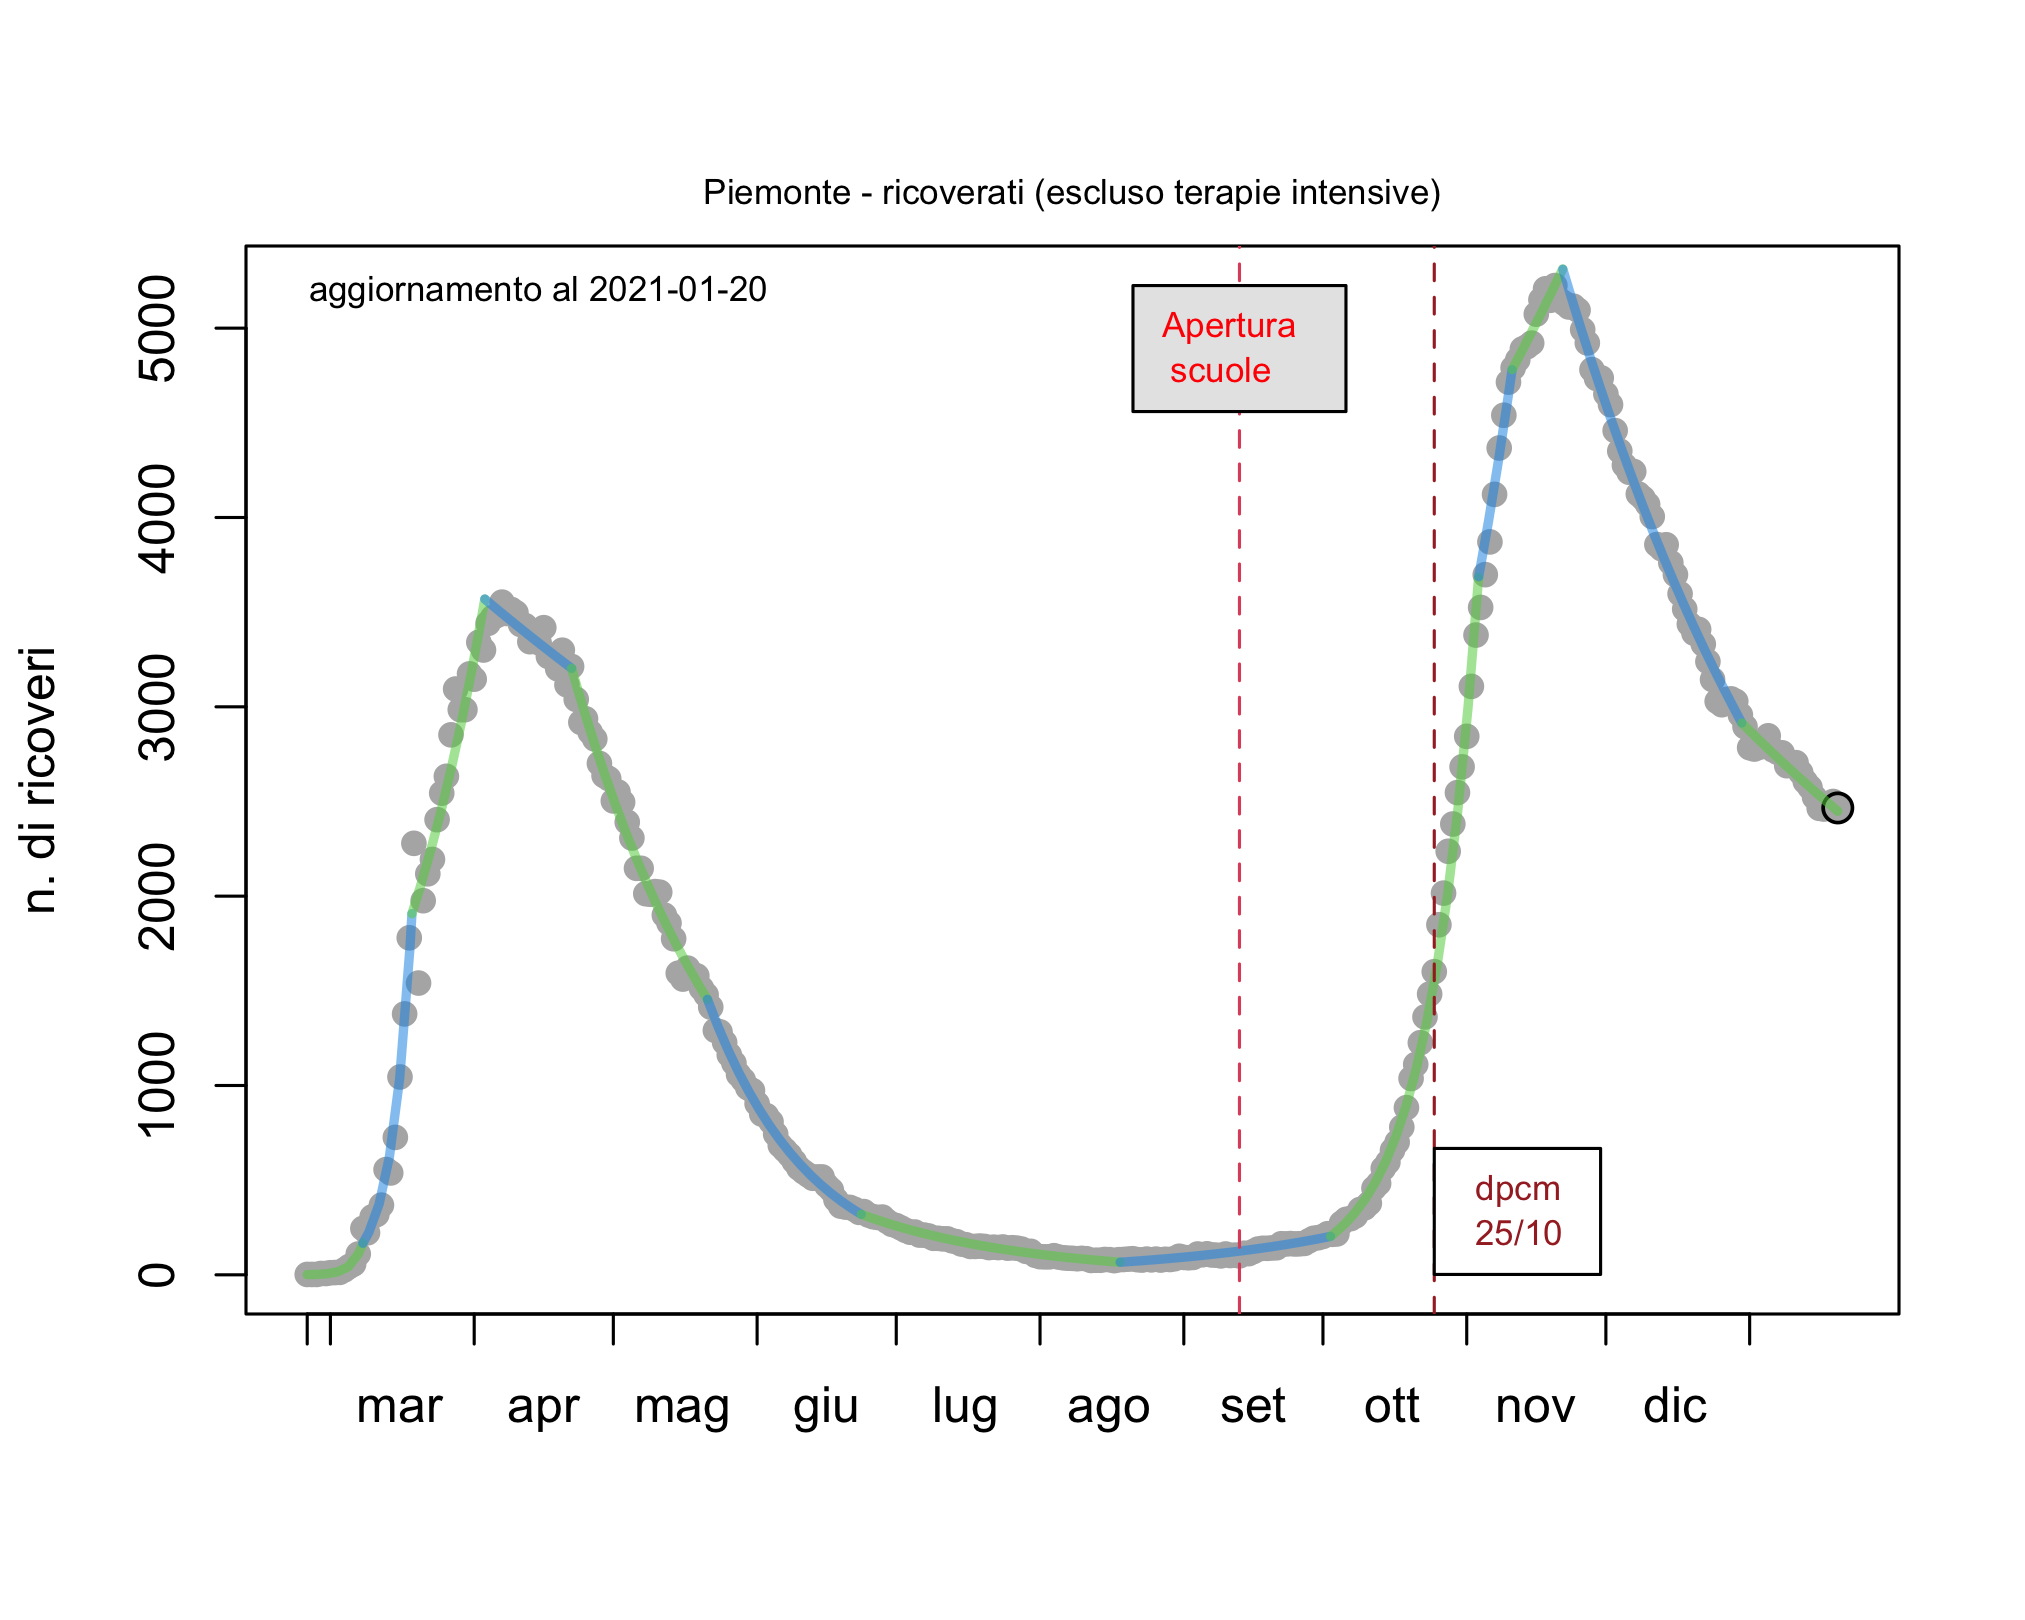 Piemonte - ricoverati (escluso terapie intensive)
aggiornamento al 2021-01-20
Apertura
scuole
dpcm
25/10
n. di ricoveri
5000
4000
3000
2000
1000
0
mar apr mag giu lug ago set ott nov dic